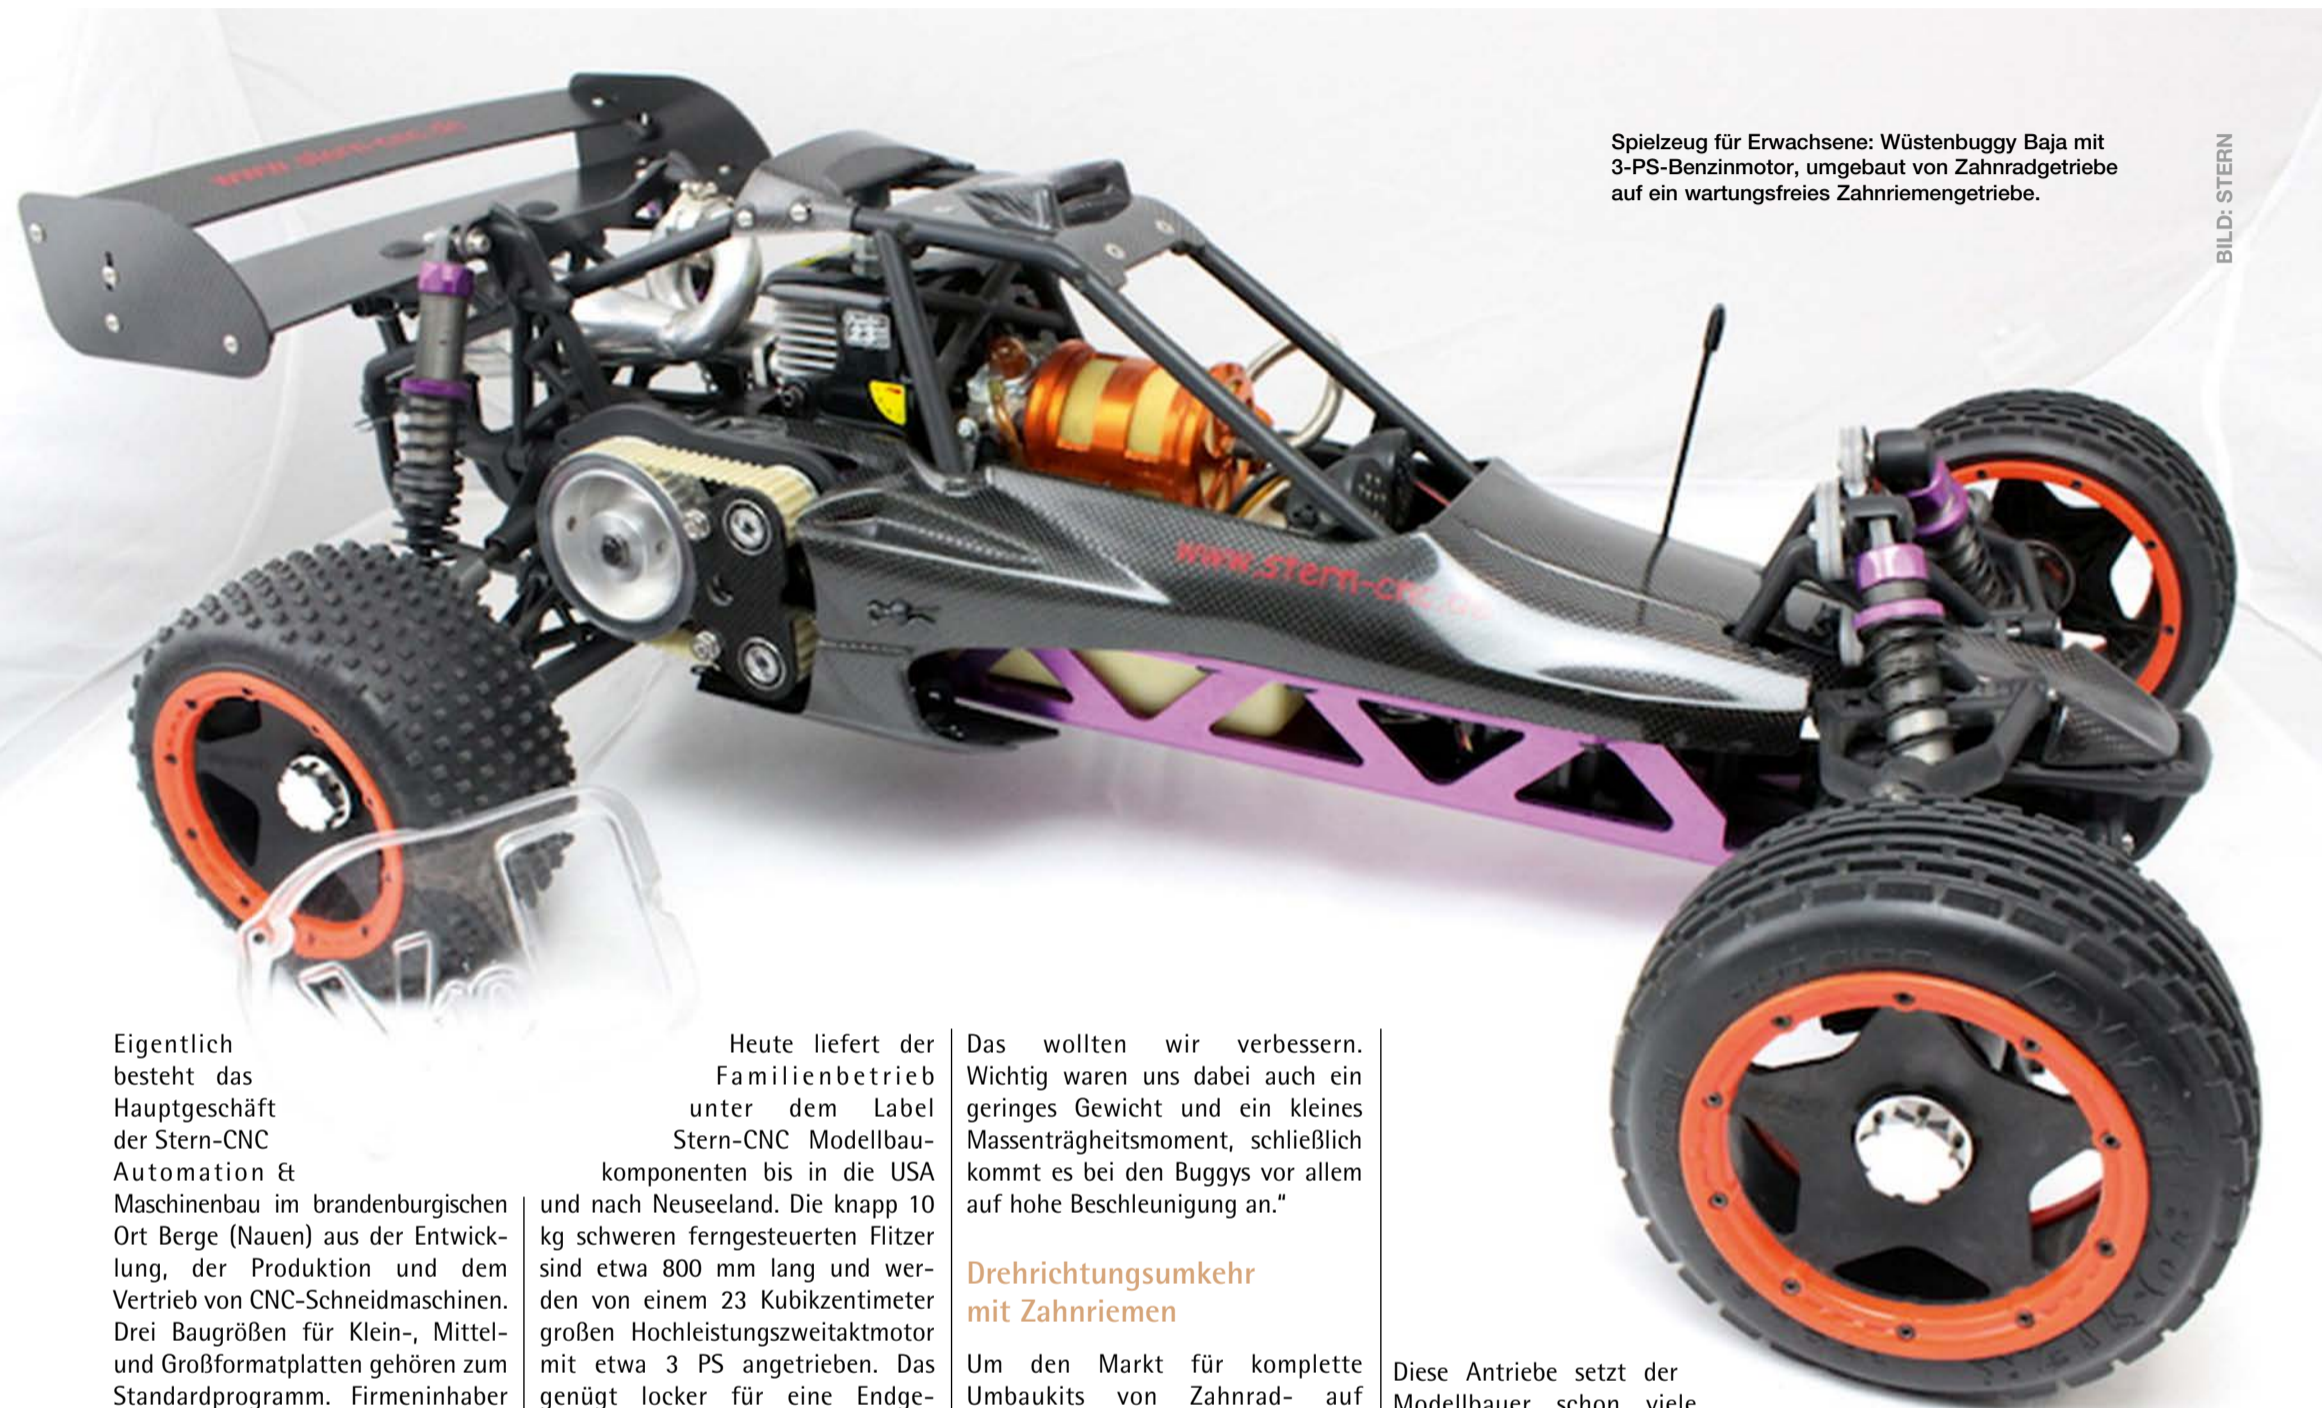 www.stern-cnc.de
Spielzeug für Erwachsene: Wüstenbuggy Baja mit
3-PS-Benzinmotor, umgebaut von Zahnradgetriebe
auf ein wartungsfreies Zahnriemengetriebe.
BILD: STERN
www.stern-cnc.de
Eigentlich
besteht das
Hauptgeschäft
der Stern-CNC
Automation &
Maschinenbau im brandenburgischen
Ort Berge (Nauen) aus der Entwick-
lung, der Produktion und dem
Vertrieb von CNC-Schneidmaschinen.
Drei Baugrößen für Klein-, Mittel-
und Großformatplatten gehören zum
Standardprogramm. Firmeninhaber
Heute liefert der
Familienbetrieb
unter dem Label
Stern-CNC Modellbau-
komponenten bis in die USA
und nach Neuseeland. Die knapp 10
kg schweren ferngesteuerten Flitzer
sind etwa 800 mm lang und wer-
den von einem 23 Kubikzentimeter
großen Hochleistungszweitaktmotor
mit etwa 3 PS angetrieben. Das
genügt locker für eine Endge-
Das wollten wir verbessern.
Wichtig waren uns dabei auch ein
geringes Gewicht und ein kleines
Massenträgheitsmoment, schließlich
kommt es bei den Buggys vor allem
auf hohe Beschleunigung an.“
Drehrichtungsumkehr
mit Zahnriemen
Um den Markt für komplette
Umbaukits von Zahnrad- auf
Diese Antriebe setzt der
Modellbauer schon viele